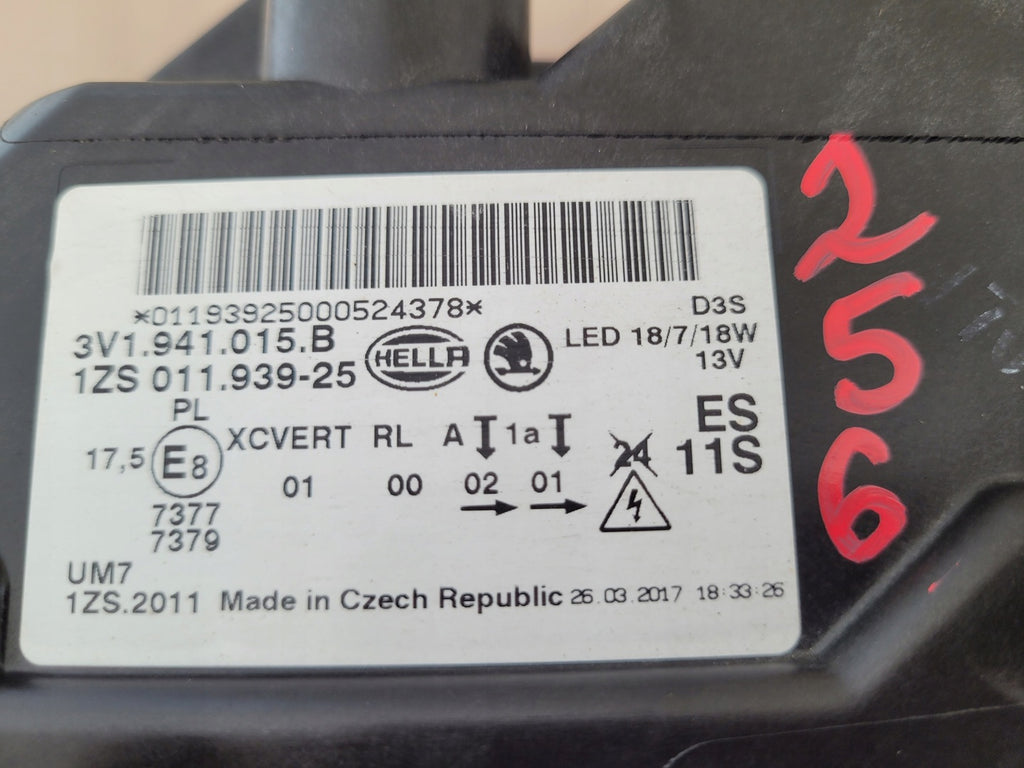 *01193925000524378*
D3S
3V1.941.015.B
HELLA
LED 18/7/18W
13V
1ZS 011.939-25
PL
ES
11S
17,5 E8 XCVERT RL A 1a
24
01 00 02 01
7377
7379
UM7
1ZS.2011 Made in Czech Republic 26.03.2017 18:33:26
256